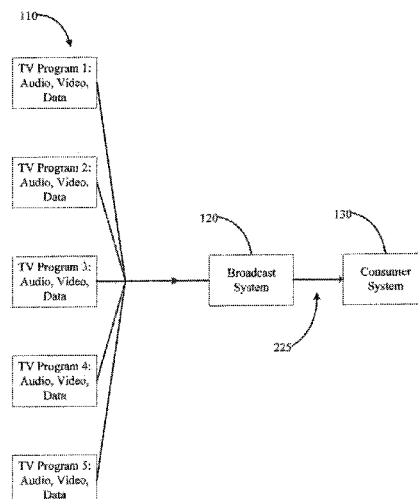 110
TV Program 1:
Audio, Video,
Data
TV Program 2:
Audio, Video,
Data
120
130
TV Program 3:
Audio, Video,
Data
Broadcast
System
Consumer
System
225
TV Program 4:
Audio, Video,
Data
TV Program 5:
Audio, Video,
Data